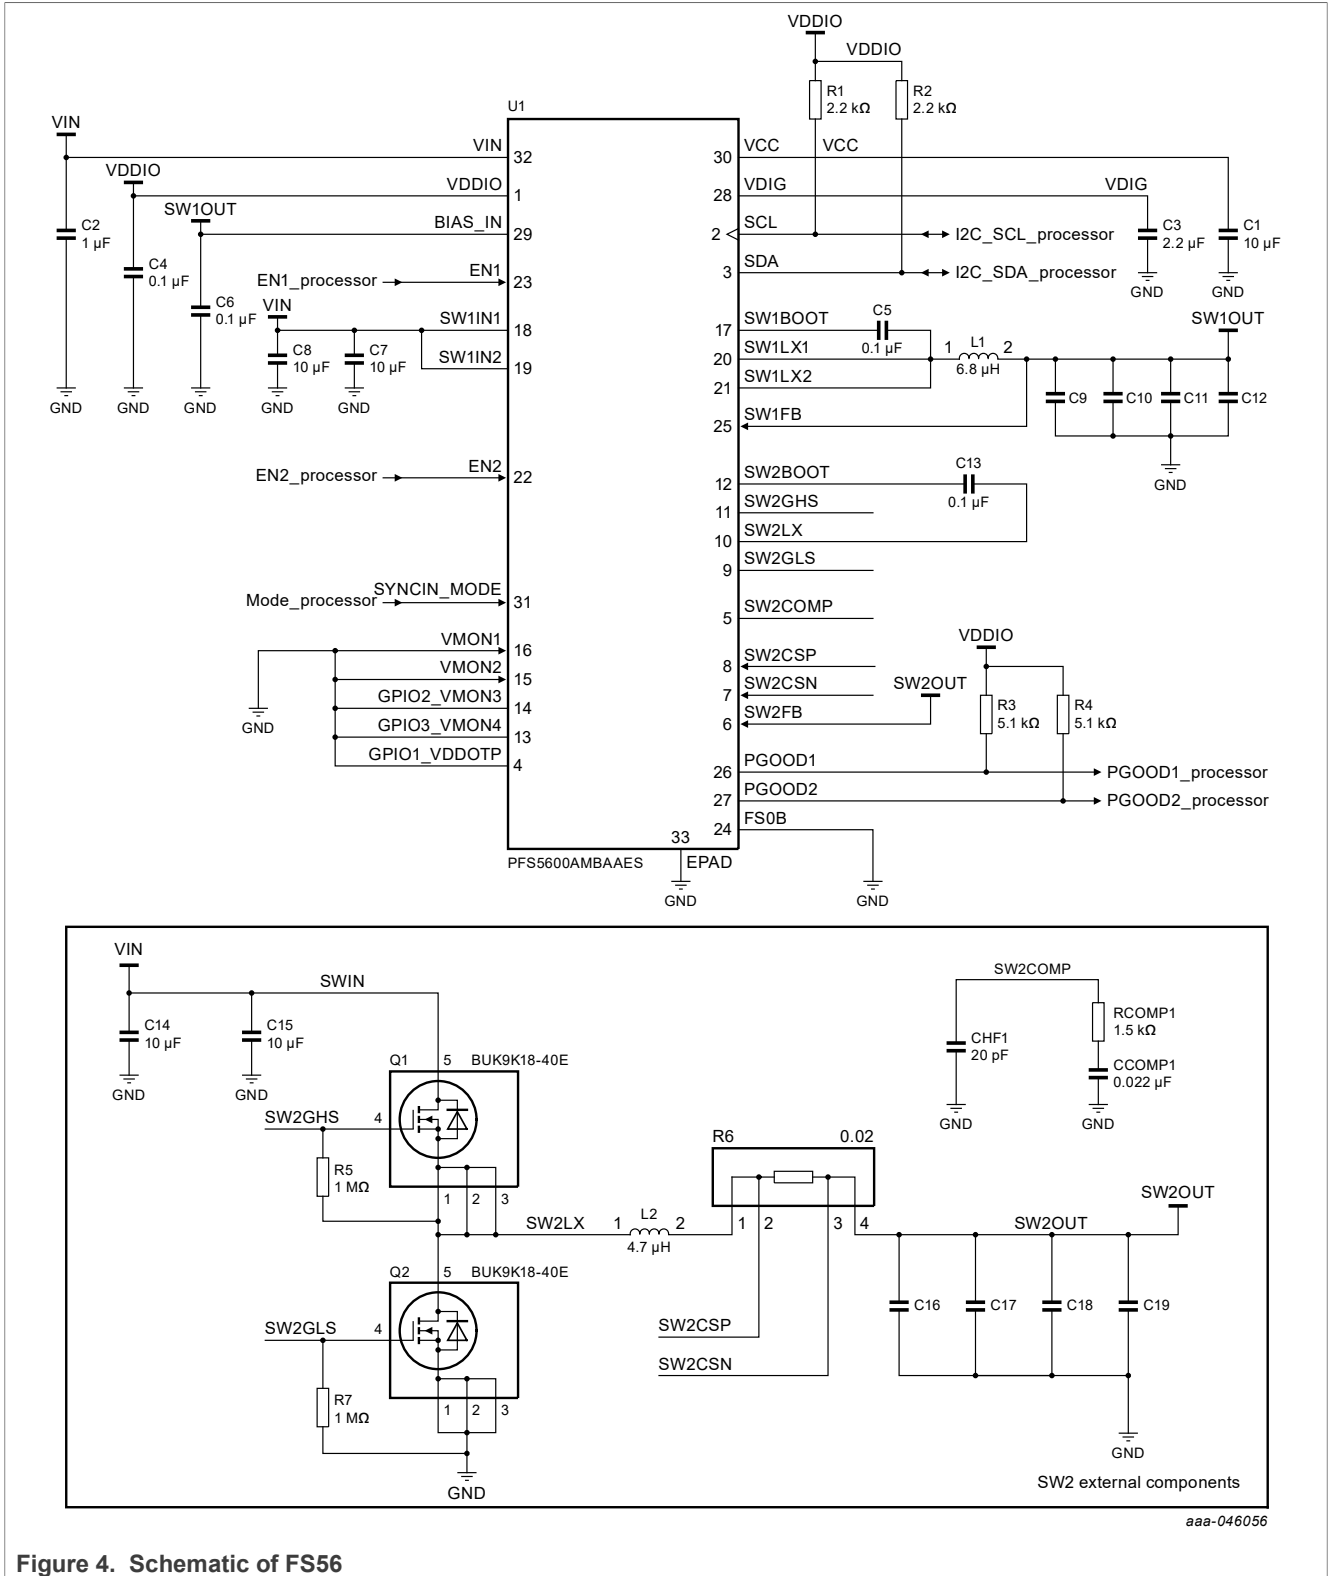 VDDIO
VDDIO
R1
2.2 kΩ
R2
2.2 kΩ
U1
VIN
VIN
32
30
VCC
VCC
VDDIO
VDDIO
1
28
VDIG
VDIG
SW1OUT
C2
1 µF
BIAS_IN
29
2
SCL
I2C_SCL_processor
C3
2.2 µF
C1
10 µF
C4
0.1 µF
EN1_processor
EN1
23
3
SDA
I2C_SDA_processor
GND
GND
C6
0.1 µF
VIN
SW1IN1
18
17
SW1BOOT
C5
0.1 µF
SW1OUT
C8
10 µF
C7
10 µF
SW1IN2
19
20
SW1LX1
1
L1
2
6.8 µH
21
SW1LX2
GND
GND
GND
GND
GND
C9
C10
C11
C12
25
SW1FB
GND
EN2_processor
EN2
22
12
SW2BOOT
C13
0.1 µF
11
SW2GHS
10
SW2LX
9
SW2GLS
Mode_processor
SYNCIN_MODE
31
5
SW2COMP
VMON1
16
VDDIO
VMON2
15
8
SW2CSP
GPIO2_VMON3
14
7
SW2CSN
SW2OUT
GND
GPIO3_VMON4
13
6
SW2FB
R3
5.1 kΩ
R4
5.1 kΩ
GPIO1_VDDOTP
4
26
PGOOD1
PGOOD1_processor
27
PGOOD2
PGOOD2_processor
24
FS0B
33
PFS5600AMBAAES
EPAD
GND
GND
VIN
SWIN
SW2COMP
C14
10 µF
C15
10 µF
RCOMP1
1.5 kΩ
CHF1
20 pF
CCOMP1
0.022 µF
GND
GND
Q1
5
BUK9K18-40E
GND
GND
SW2GHS
4
R6
0.02
R5
1 MΩ
1
2
3
SW2LX
1
L2
2
4.7 µH
1
2
3
4
SW2OUT
SW2OUT
Q2
5
BUK9K18-40E
C16
C17
C18
C19
SW2GLS
4
SW2CSP
SW2CSN
R7
1 MΩ
1
2
3
GND
GND
SW2 external components
aaa-046056
Figure 4. Schematic of FS56